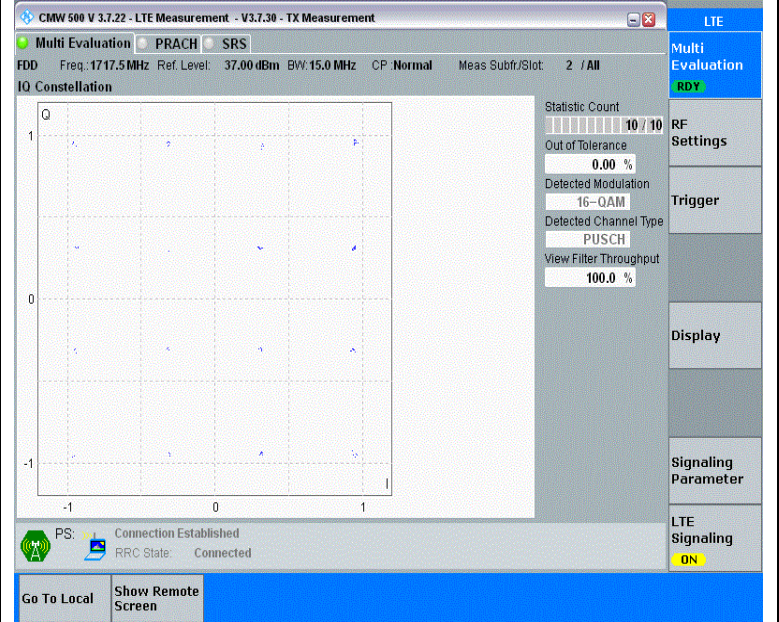 CMW 500 V 3.7.22 - LTE Measurement - V3.7.30 - TX Measurement
LTE
Multi Evaluation PRACH SRS
Multi
Evaluation
RDY
FDD Freq.: 1717.5 MHz Ref. Level: 37.00 dBm BW: 15.0 MHz CP : Normal Meas Subfr./Slot: 2 / All
IQ Constellation
Q
1
0
-1
-1 0 1
I
Statistic Count
10 / 10
Out of Tolerance
0.00 %
Detected Modulation
16-QAM
Detected Channel Type
PUSCH
View Filter Throughput
100.0 %
RF
Settings
Trigger
Display
Signaling
Parameter
LTE
Signaling
ON
PS: Connection Established
RRC State: Connected
Go To Local
Show Remote
Screen